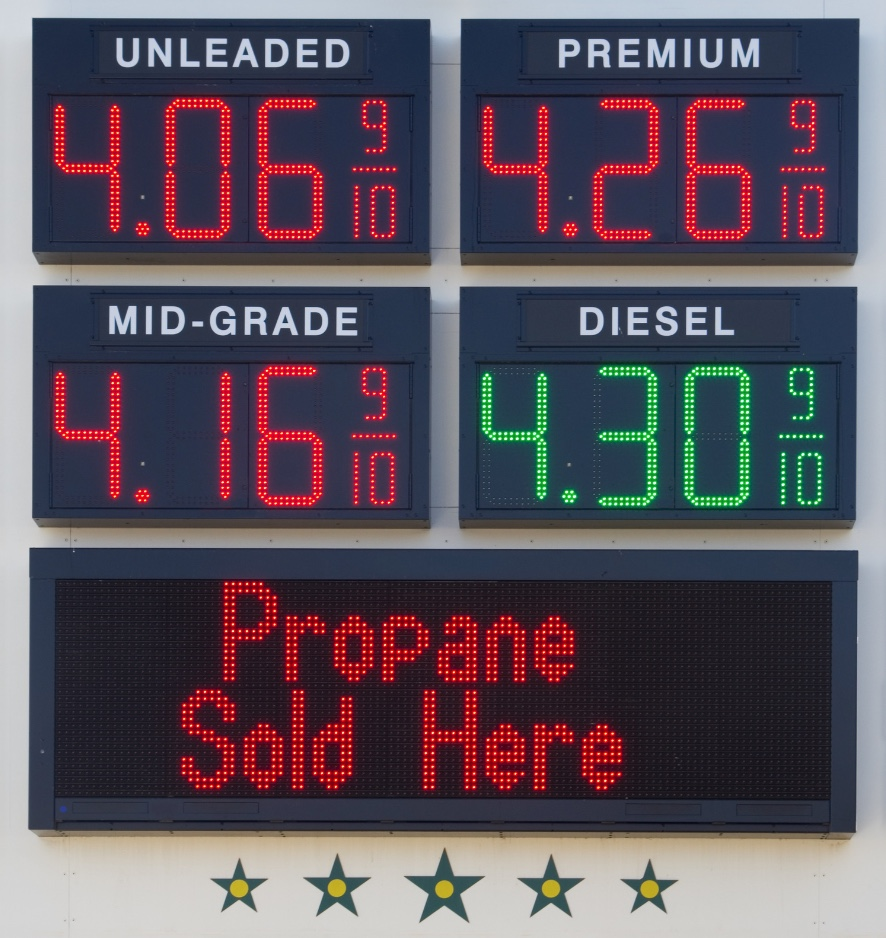 UNLEADED
4.06 9/10
PREMIUM
4.26 9/10
MID-GRADE
4.16 9/10
DIESEL
4.30 9/10
Propane
Sold Here